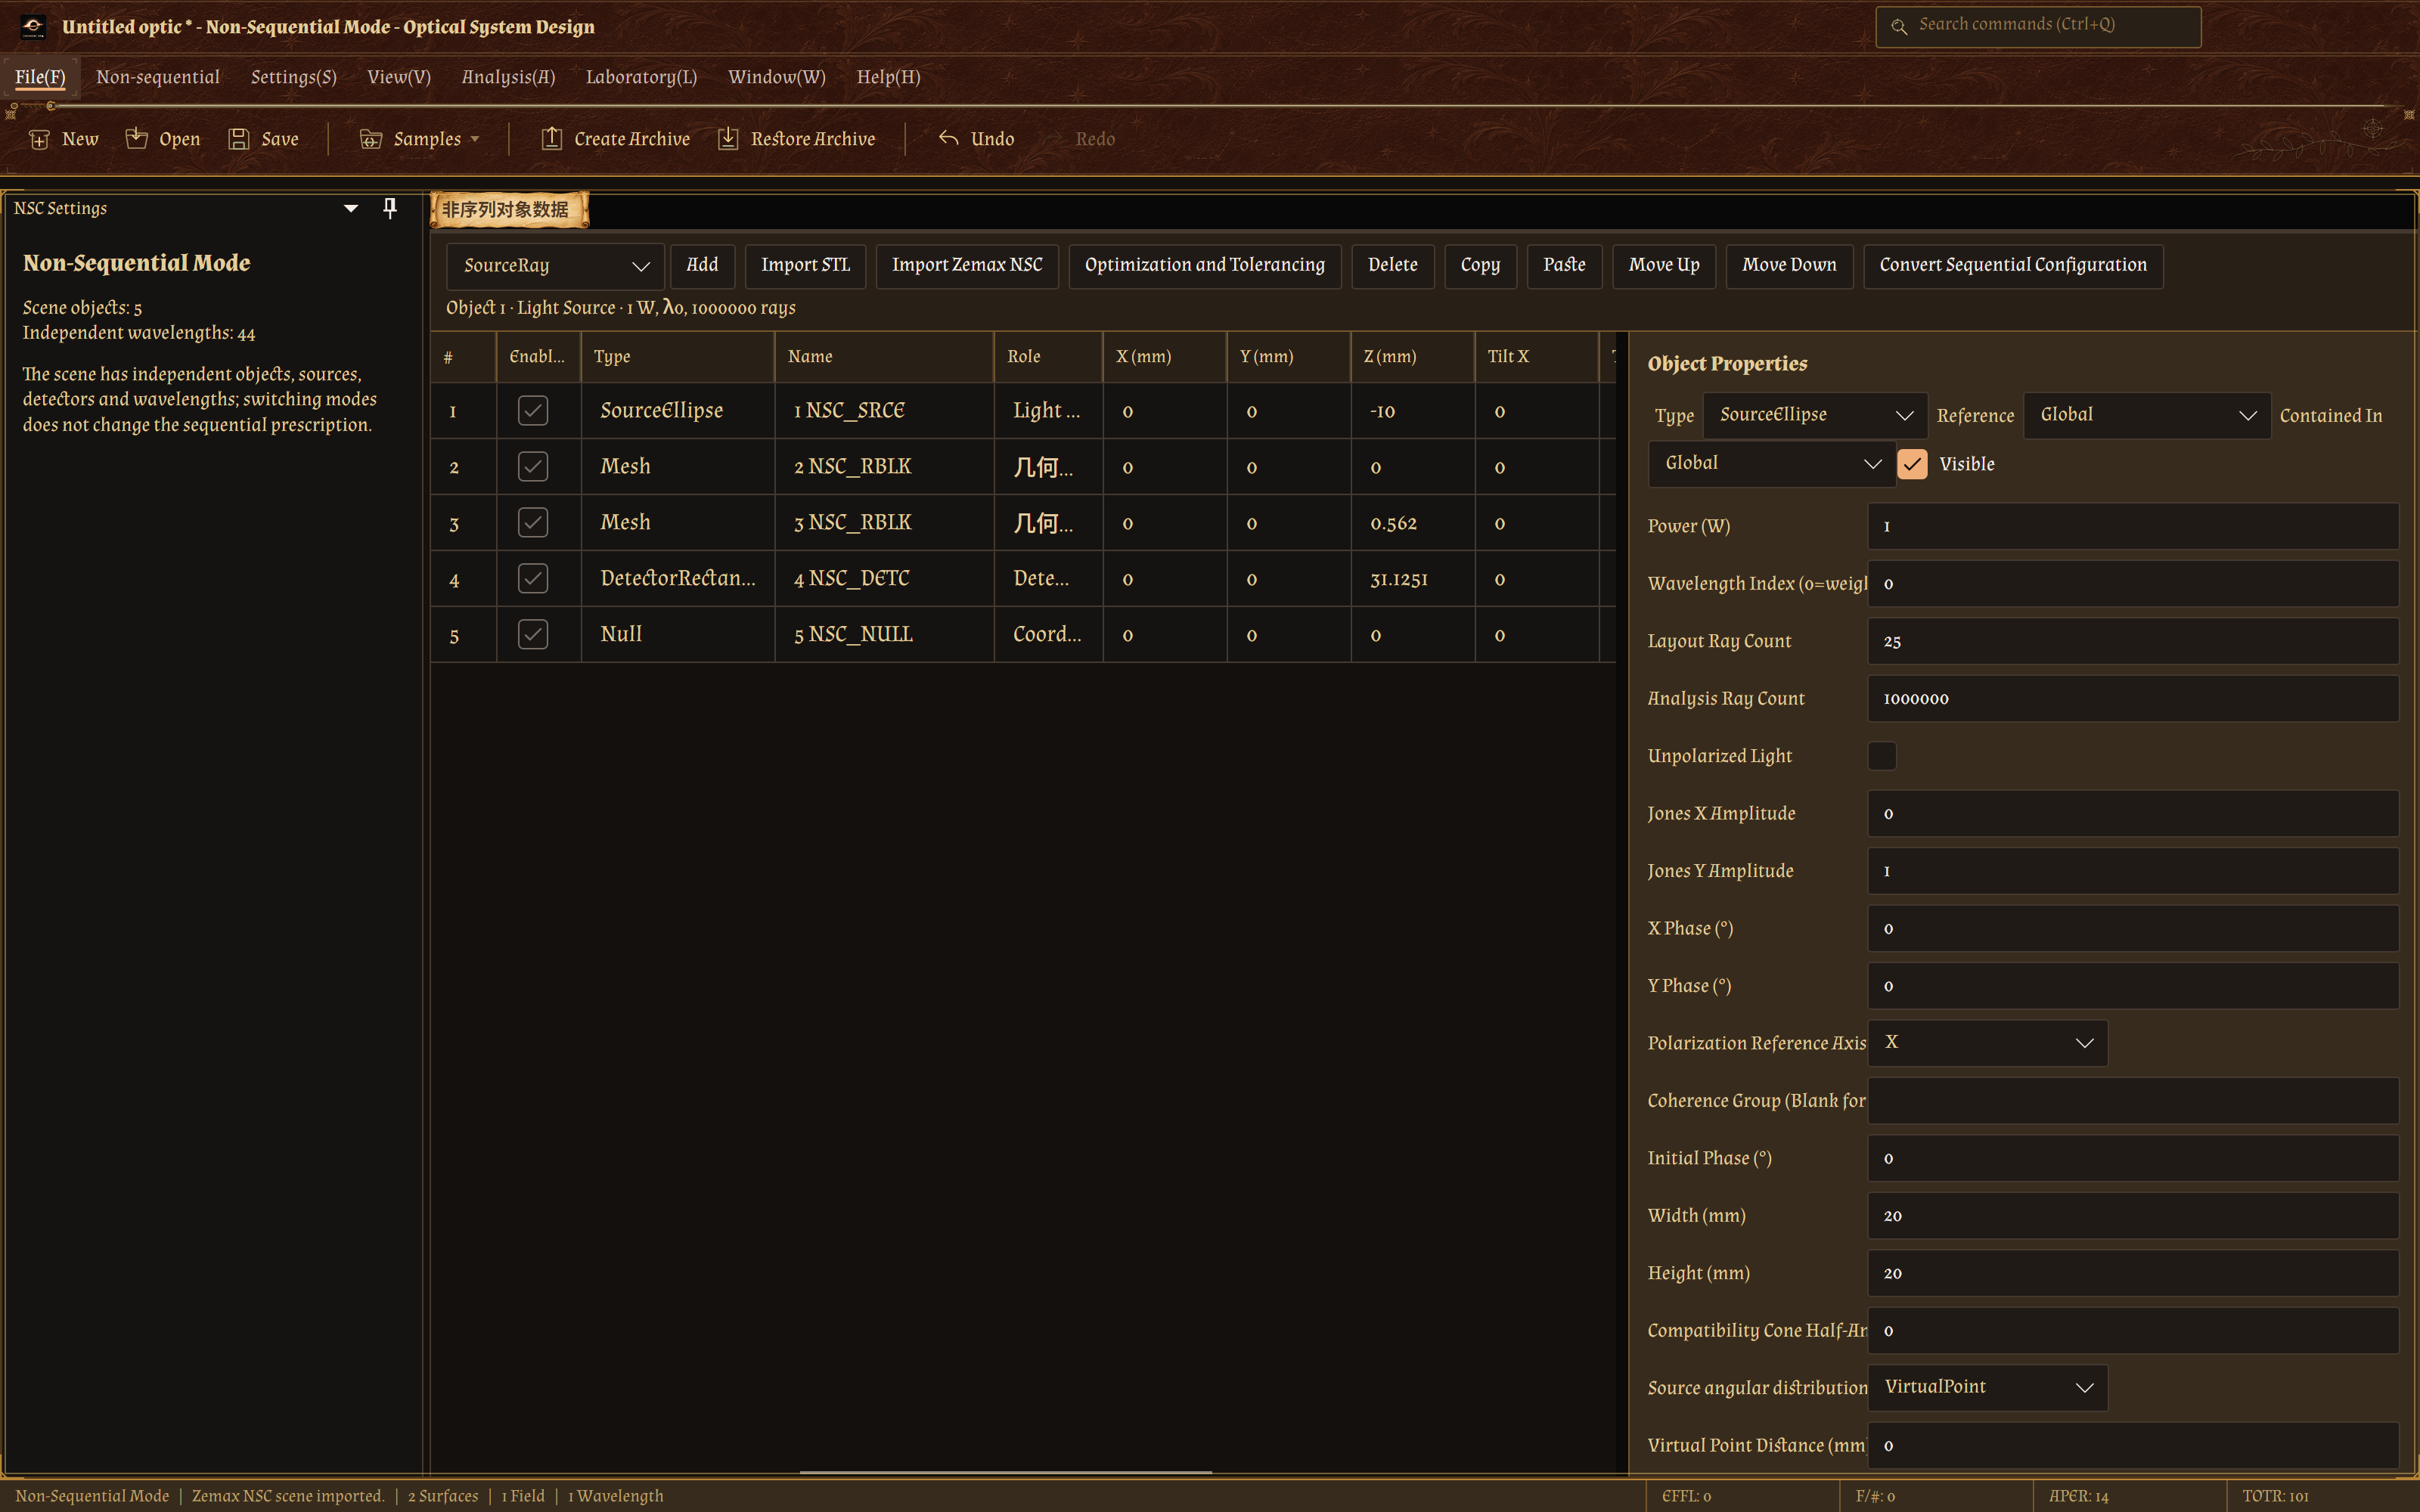 Untitled optic * - Non-Sequential Mode - Optical System Design
Search commands (Ctrl+Q)
File(F) Non-sequential Settings(S) View(V) Analysis(A) Laboratory(L) Window(W) Help(H)
New Open Save Samples Create Archive Restore Archive Undo Redo
NSC Settings
Non-Sequential Mode
Scene objects: 5
Independent wavelengths: 44
The scene has independent objects, sources,
detectors and wavelengths; switching modes
does not change the sequential prescription.
非序列对象数据
SourceRay Add Import STL Import Zemax NSC Optimization and Tolerancing Delete Copy Paste Move Up Move Down Convert Sequential Configuration
Object 1 · Light Source · 1 W, λ0, 1000000 rays
# Enabl... Type Name Role X (mm) Y (mm) Z (mm) Tilt X
1 SourceEllipse 1 NSC_SRCE Light ... 0 0 -10 0
2 Mesh 2 NSC_RBLK 几何... 0 0 0 0
3 Mesh 3 NSC_RBLK 几何... 0 0 0.562 0
4 DetectorRectan... 4 NSC_DETC Dete... 0 0 31.1251 0
5 Null 5 NSC_NULL Coord... 0 0 0 0
Object Properties
Type SourceEllipse Reference Global Contained In
Global Visible
Power (W) 1
Wavelength Index (0=weigh 0
Layout Ray Count 25
Analysis Ray Count 1000000
Unpolarized Light
Jones X Amplitude 0
Jones Y Amplitude 1
X Phase (°) 0
Y Phase (°) 0
Polarization Reference Axis X
Coherence Group (Blank for
Initial Phase (°) 0
Width (mm) 20
Height (mm) 20
Compatibility Cone Half-An 0
Source angular distribution VirtualPoint
Virtual Point Distance (mm) 0
Non-Sequential Mode | Zemax NSC scene imported. | 2 Surfaces | 1 Field | 1 Wavelength
EFFL: 0 F/#: 0 APER: 14 TOTR: 101